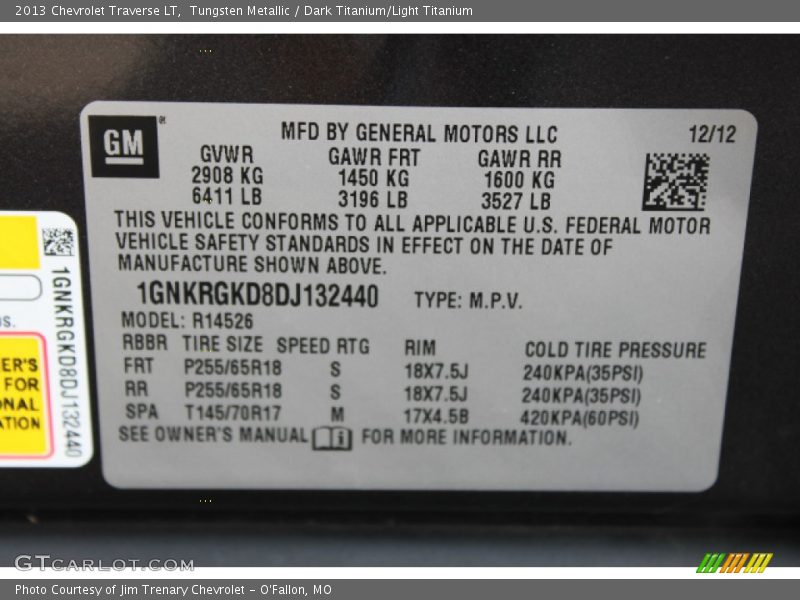 2013 Chevrolet Traverse LT, Tungsten Metallic / Dark Titanium/Light Titanium
GM
®
MFD BY GENERAL MOTORS LLC
12/12
GVWR GAWR FRT GAWR RR
2908 KG 1450 KG 1600 KG
6411 LB 3196 LB 3527 LB
THIS VEHICLE CONFORMS TO ALL APPLICABLE U.S. FEDERAL MOTOR
VEHICLE SAFETY STANDARDS IN EFFECT ON THE DATE OF
MANUFACTURE SHOWN ABOVE.
1GNKRGKD8DJ132440 TYPE: M.P.V.
MODEL: R14526
RBBR TIRE SIZE SPEED RTG RIM COLD TIRE PRESSURE
FRT P255/65R18 S 18X7.5J 240KPA(35PSI)
RR P255/65R18 S 18X7.5J 240KPA(35PSI)
SPA T145/70R17 M 17X4.5B 420KPA(60PSI)
SEE OWNER'S MANUAL i FOR MORE INFORMATION.
1GNKRGKD8DJ132440
s.
ER'S
FOR
NAL
TION
GTcarlot.com
Photo Courtesy of Jim Trenary Chevrolet - O'Fallon, MO